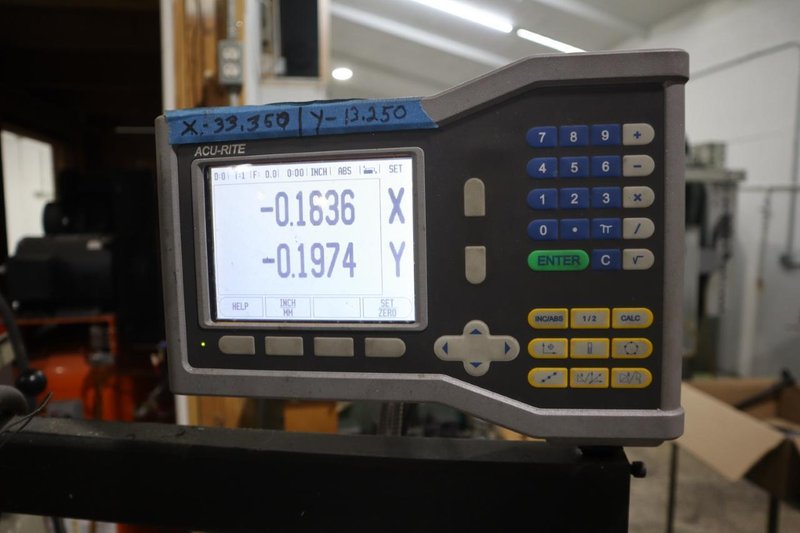 X: 33.350 | Y- 13.250
ACU-RITE
D:0 T:1 F: 0.0 0:00 INCH ABS SET
-0.1636 X
-0.1974 Y
HELP INCH MM SET ZERO
7 8 9 +
4 5 6 −
1 2 3 ×
0 • π /
ENTER C √
INC/ABS 1/2 CALC